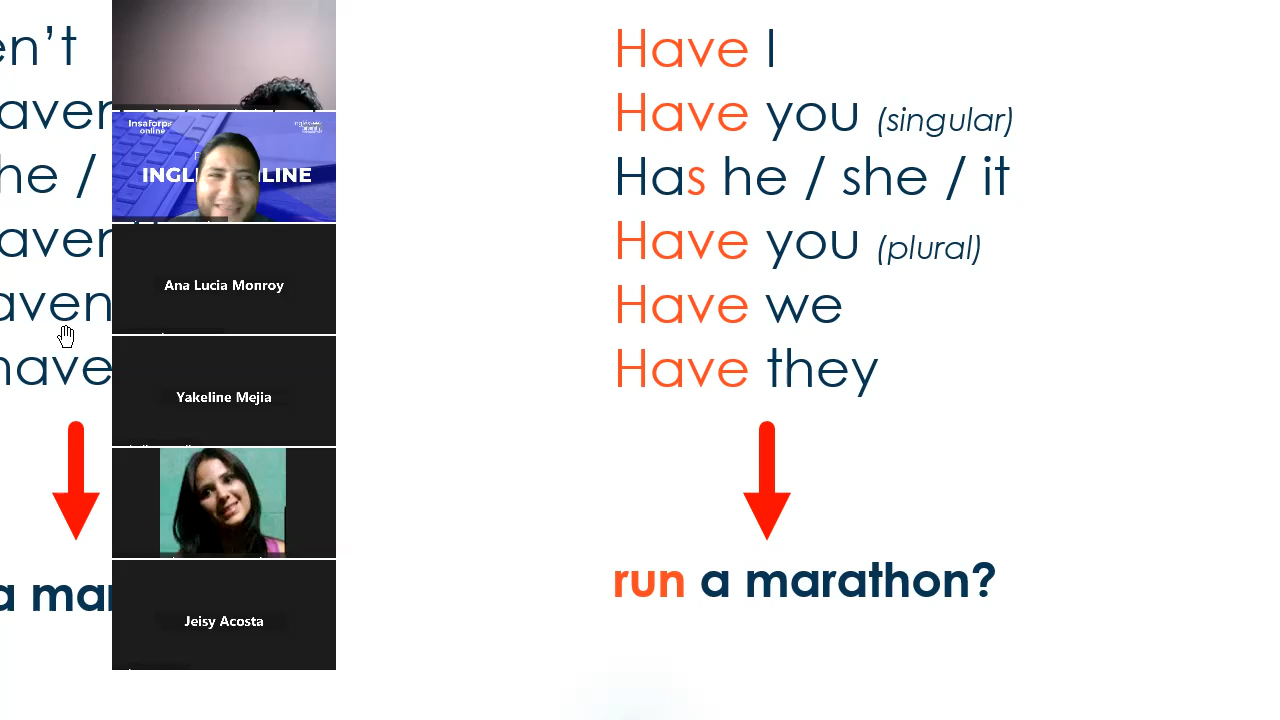 en't
aven
he /
aven
aven
have
a mar
Insaforp
online
INGL
LINE
Ana Lucia Monroy
Yakeline Mejia
Jeisy Acosta
Have I
Have you (singular)
Has he / she / it
Have you (plural)
Have we
Have they
run a marathon?